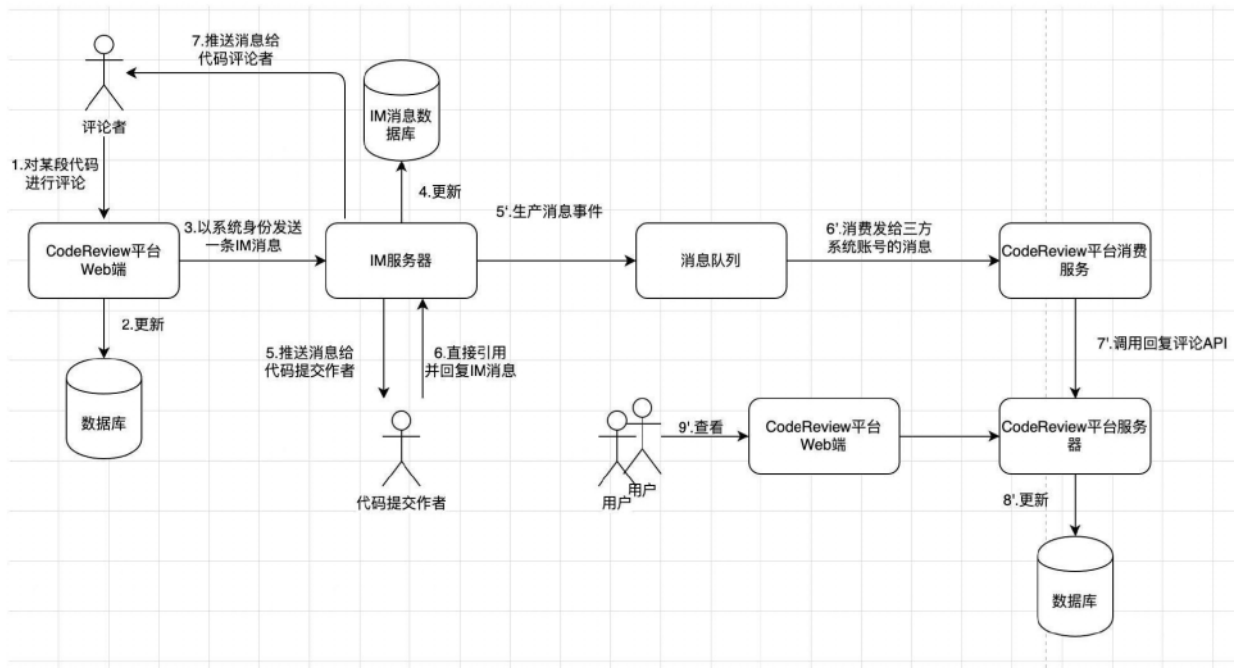 7.推送消息给
代码评论者
IM消息数
据库
评论者
1.对某段代码
进行评论
4.更新
3.以系统身份发送
一条IM消息
5‘.生产消息事件
6’.消费发给三方
系统账号的消息
CodeReview平台
Web端
IM服务器
消息队列
CodeReview平台消费
服务
2.更新
5.推送消息给
代码提交作者
6.直接引用
并回复IM消息
7’.调用回复评论API
数据库
9’.查看
CodeReview平台
Web端
CodeReview平台服务
器
代码提交作者
用户
用户
8’.更新
数据库